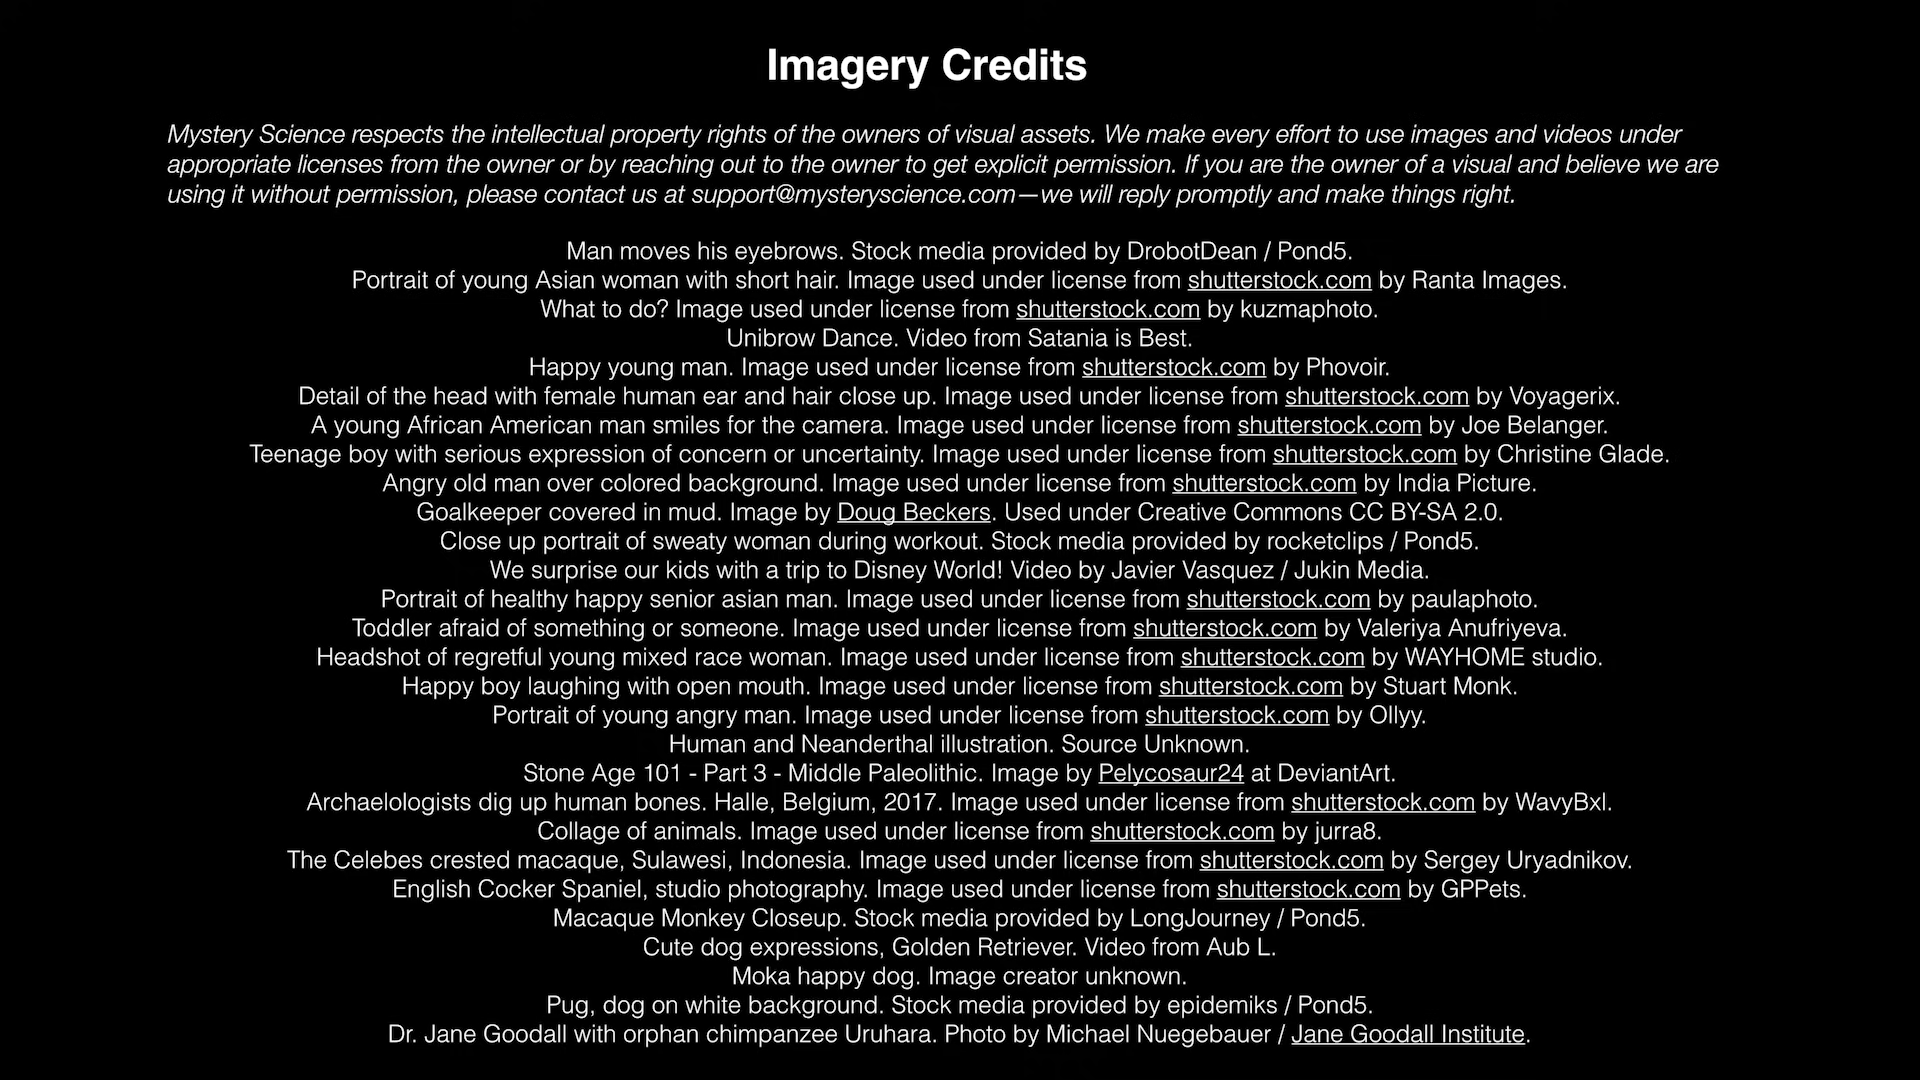 Imagery Credits
Mystery Science respects the intellectual property rights of the owners of visual assets. We make every effort to use images and videos under
appropriate licenses from the owner or by reaching out to the owner to get explicit permission. If you are the owner of a visual and believe we are
using it without permission, please contact us at support@mysteryscience.com—we will reply promptly and make things right.
Man moves his eyebrows. Stock media provided by DrobotDean / Pond5.
Portrait of young Asian woman with short hair. Image used under license from shutterstock.com by Ranta Images.
What to do? Image used under license from shutterstock.com by kuzmaphoto.
Unibrow Dance. Video from Satania is Best.
Happy young man. Image used under license from shutterstock.com by Phovoir.
Detail of the head with female human ear and hair close up. Image used under license from shutterstock.com by Voyagerix.
A young African American man smiles for the camera. Image used under license from shutterstock.com by Joe Belanger.
Teenage boy with serious expression of concern or uncertainty. Image used under license from shutterstock.com by Christine Glade.
Angry old man over colored background. Image used under license from shutterstock.com by India Picture.
Goalkeeper covered in mud. Image by Doug Beckers. Used under Creative Commons CC BY-SA 2.0.
Close up portrait of sweaty woman during workout. Stock media provided by rocketclips / Pond5.
We surprise our kids with a trip to Disney World! Video by Javier Vasquez / Jukin Media.
Portrait of healthy happy senior asian man. Image used under license from shutterstock.com by paulaphoto.
Toddler afraid of something or someone. Image used under license from shutterstock.com by Valeriya Anufriyeva.
Headshot of regretful young mixed race woman. Image used under license from shutterstock.com by WAYHOME studio.
Happy boy laughing with open mouth. Image used under license from shutterstock.com by Stuart Monk.
Portrait of young angry man. Image used under license from shutterstock.com by Ollyy.
Human and Neanderthal illustration. Source Unknown.
Stone Age 101 - Part 3 - Middle Paleolithic. Image by Pelycosaur24 at DeviantArt.
Archaelologists dig up human bones. Halle, Belgium, 2017. Image used under license from shutterstock.com by WavyBxl.
Collage of animals. Image used under license from shutterstock.com by jurra8.
The Celebes crested macaque, Sulawesi, Indonesia. Image used under license from shutterstock.com by Sergey Uryadnikov.
English Cocker Spaniel, studio photography. Image used under license from shutterstock.com by GPPets.
Macaque Monkey Closeup. Stock media provided by LongJourney / Pond5.
Cute dog expressions, Golden Retriever. Video from Aub L.
Moka happy dog. Image creator unknown.
Pug, dog on white background. Stock media provided by epidemiks / Pond5.
Dr. Jane Goodall with orphan chimpanzee Uruhara. Photo by Michael Nuegebauer / Jane Goodall Institute.